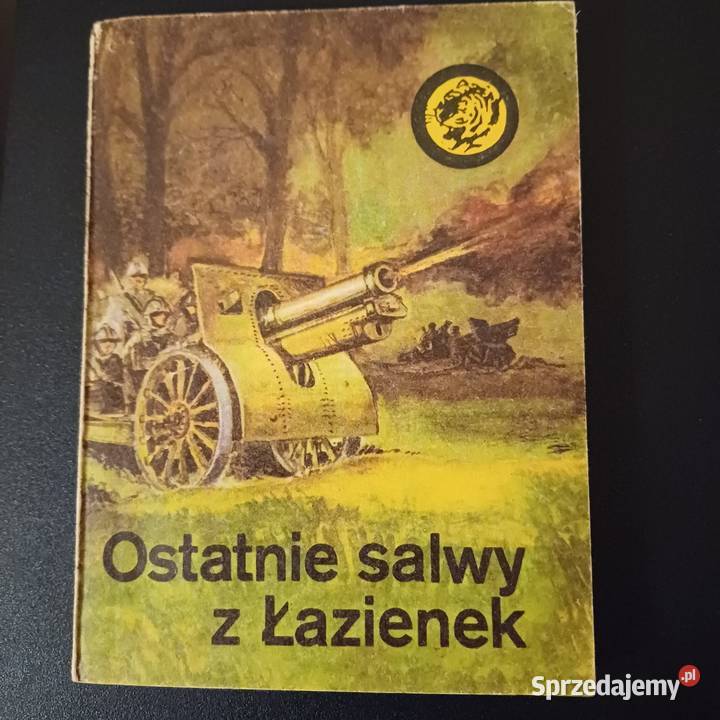 Ostatnie salwy
z Łazienek
Sprzedajemy.pl